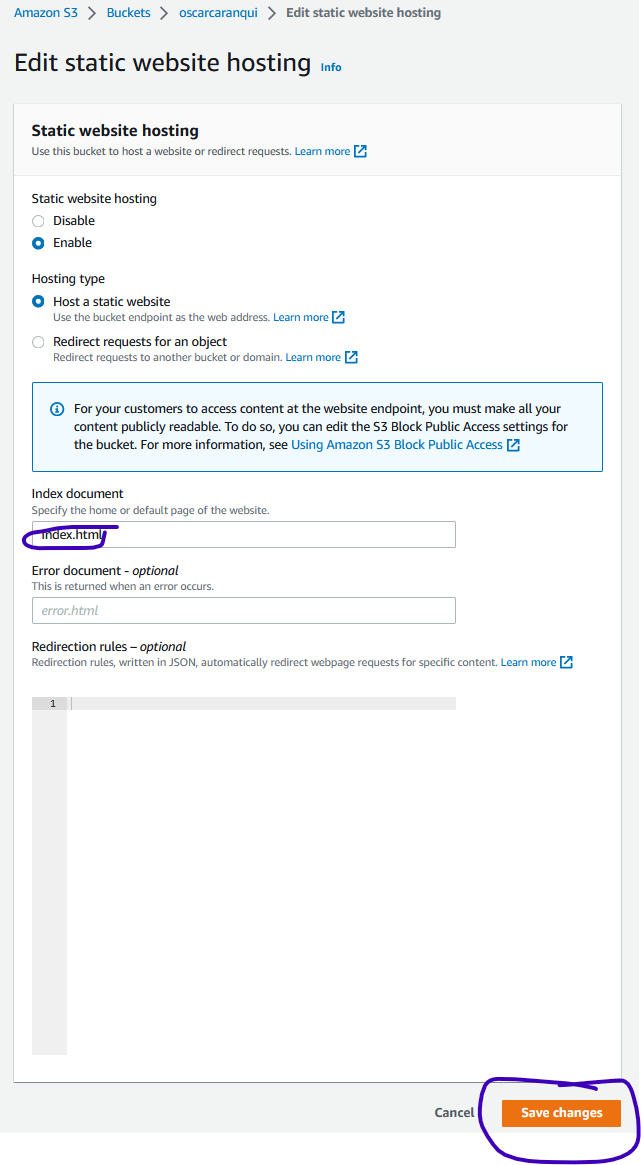 Amazon S3 > Buckets > oscarcaranqui > Edit static website hosting
Edit static website hosting Info
Static website hosting
Use this bucket to host a website or redirect requests. Learn more
Static website hosting
Disable
Enable
Hosting type
Host a static website
Use the bucket endpoint as the web address. Learn more
Redirect requests for an object
Redirect requests to another bucket or domain. Learn more
For your customers to access content at the website endpoint, you must make all your
content publicly readable. To do so, you can edit the S3 Block Public Access settings for
the bucket. For more information, see Using Amazon S3 Block Public Access
Index document
Specify the home or default page of the website.
index.html
Error document - optional
This is returned when an error occurs.
error.html
Redirection rules – optional
Redirection rules, written in JSON, automatically redirect webpage requests for specific content. Learn more
1
Cancel Save changes